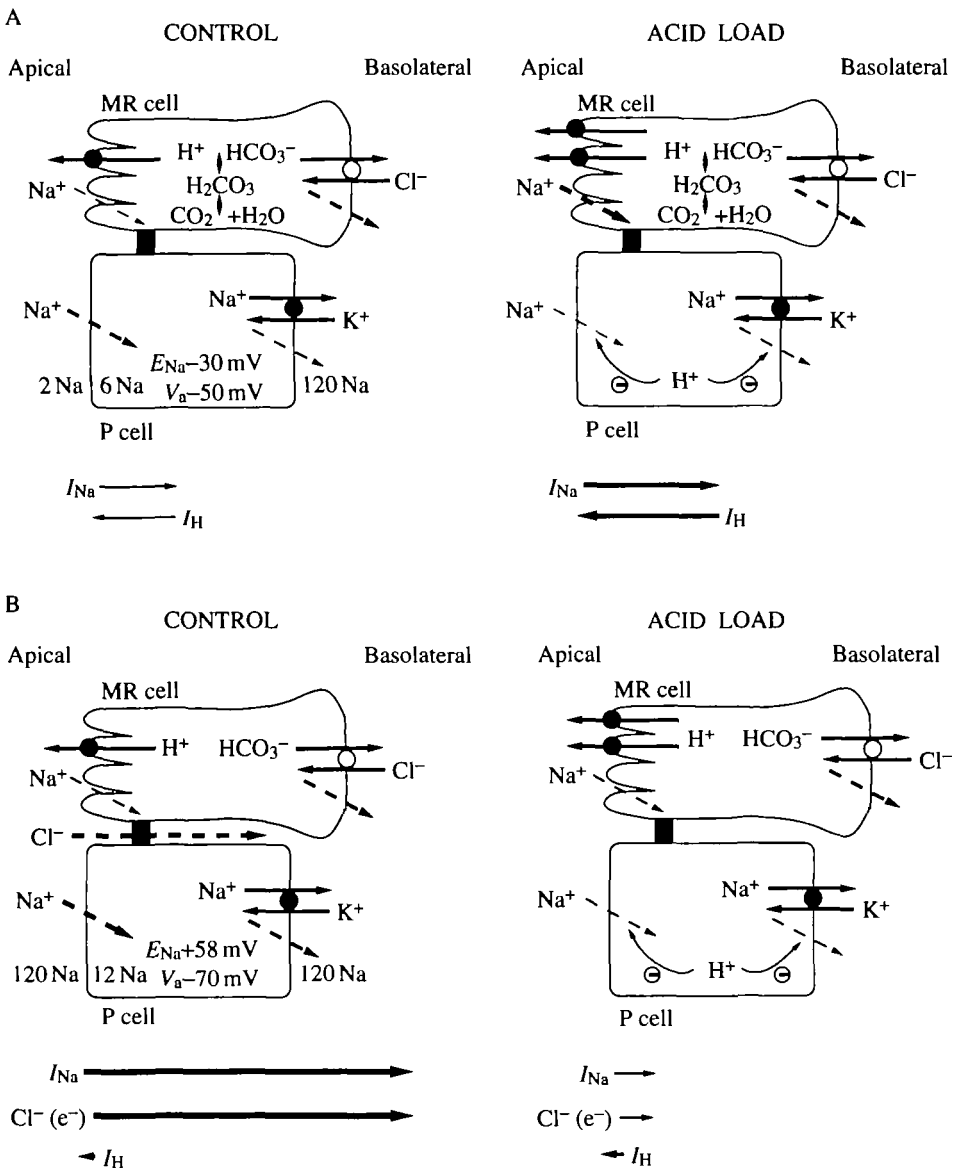 A
CONTROL
ACID LOAD
Apical
Basolateral
Apical
Basolateral
MR cell
MR cell
H⁺
HCO₃⁻
H⁺
HCO₃⁻
Na⁺
H₂CO₃
Cl⁻
Na⁺
H₂CO₃
Cl⁻
CO₂ +H₂O
CO₂ +H₂O
Na⁺
Na⁺
K⁺
Na⁺
Na⁺
K⁺
E_Na–30 mV
2 Na
6 Na
V_a–50 mV
120 Na
⊖
H⁺
⊖
P cell
P cell
I_Na
I_Na
I_H
I_H
B
CONTROL
ACID LOAD
Apical
Basolateral
Apical
Basolateral
MR cell
MR cell
H⁺
HCO₃⁻
H⁺
HCO₃⁻
Na⁺
Cl⁻
Na⁺
Cl⁻
Cl⁻
Na⁺
Na⁺
K⁺
Na⁺
Na⁺
K⁺
E_Na+58 mV
120 Na
12 Na
V_a–70 mV
120 Na
⊖
H⁺
⊖
P cell
P cell
I_Na
I_Na
Cl⁻ (e⁻)
Cl⁻ (e⁻)
I_H
I_H